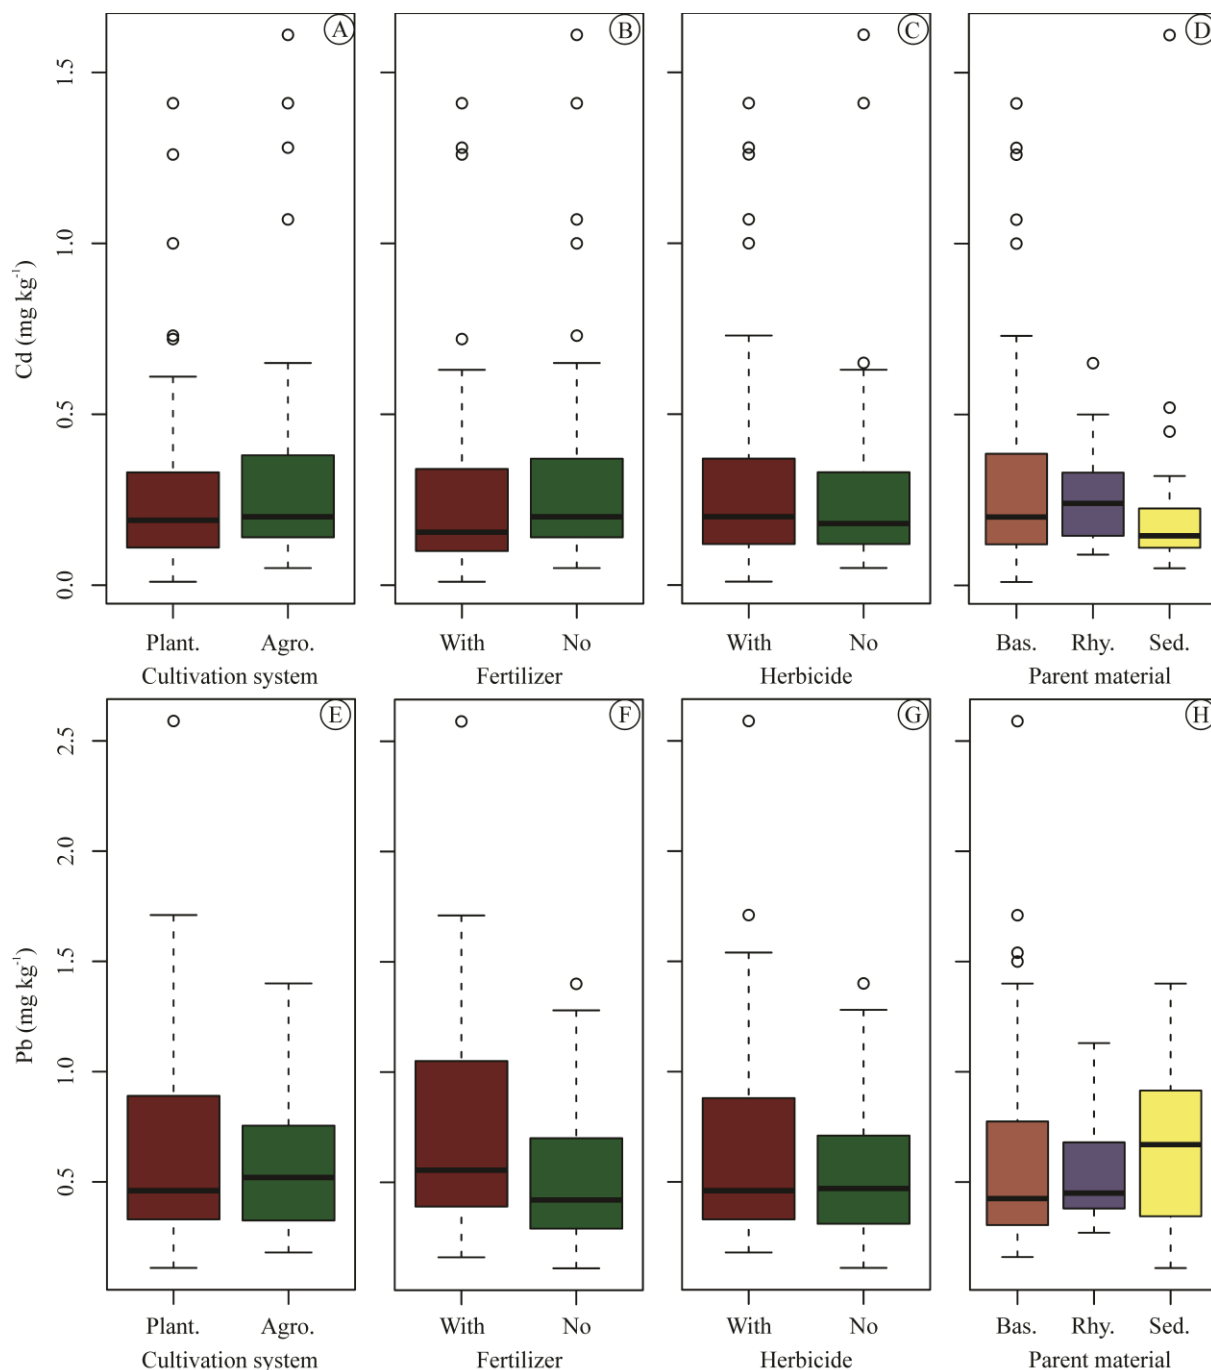 A
B
C
D
Cd (mg kg-1)
1.5
1.0
0.5
0.0
Plant. Agro.
With No
With No
Bas. Rhy. Sed.
Cultivation system
Fertilizer
Herbicide
Parent material
E
F
G
H
Pb (mg kg-1)
2.5
2.0
1.5
1.0
0.5
Plant. Agro.
With No
With No
Bas. Rhy. Sed.
Cultivation system
Fertilizer
Herbicide
Parent material